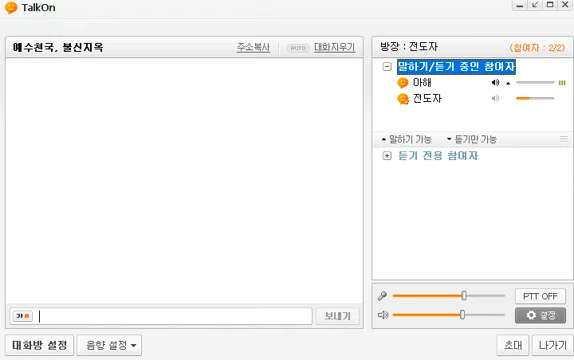 TalkOn
예수천국, 불신지옥 주소복사 AUTO 대화지우기
방장 : 전도자 (참여자 : 2/2)
말하기/듣기 중인 참여자
아해
전도자
말하기 가능 듣기만 가능
듣기 전용 참여자
가 보내기
PTT OFF
설정
대화방 설정 음향 설정 초대 나가기